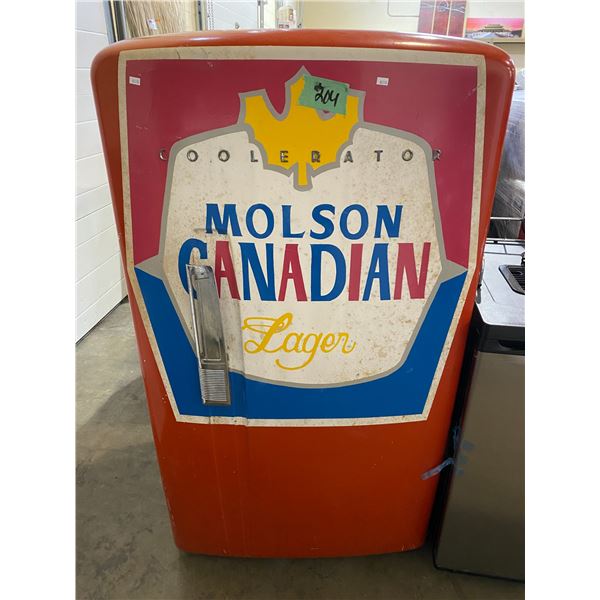 204
COOLERATOR
MOLSON
CANADIAN
Lager